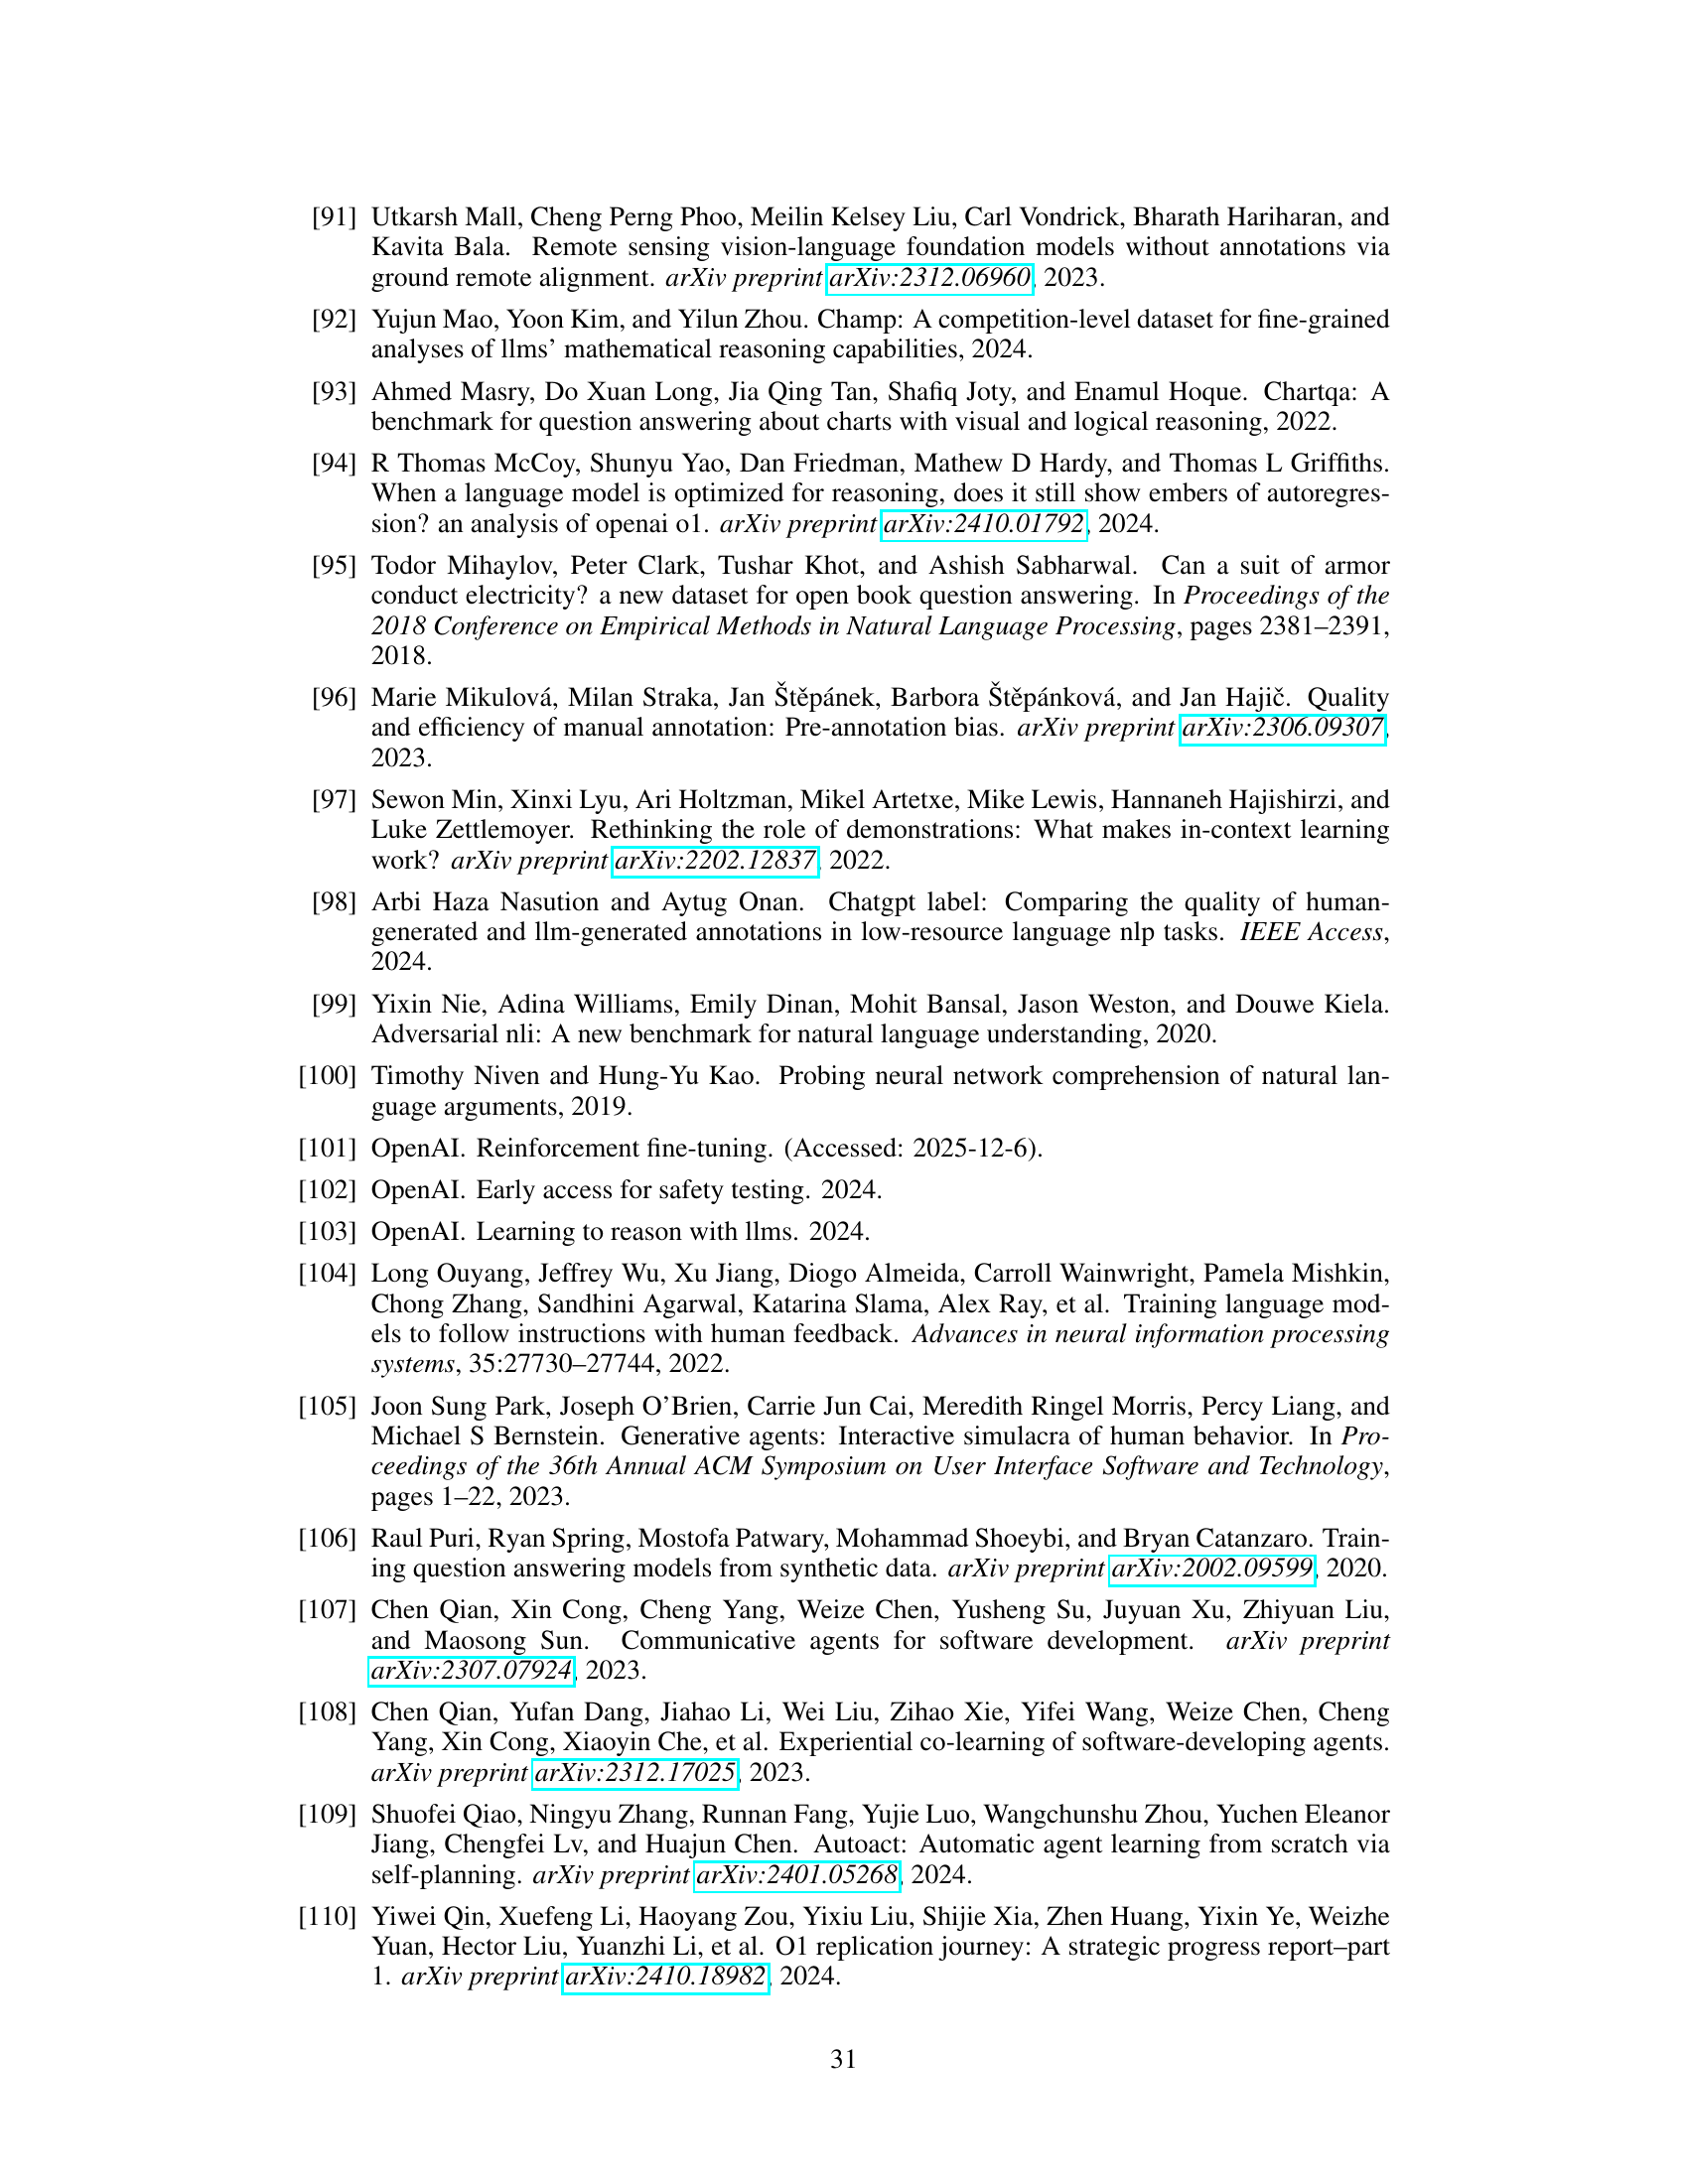 [91] Utkarsh Mall, Cheng Perng Phoo, Meilin Kelsey Liu, Carl Vondrick, Bharath Hariharan, and
Kavita Bala. Remote sensing vision-language foundation models without annotations via
ground remote alignment. arXiv preprint arXiv:2312.06960, 2023.
[92] Yujun Mao, Yoon Kim, and Yilun Zhou. Champ: A competition-level dataset for fine-grained
analyses of llms’ mathematical reasoning capabilities, 2024.
[93] Ahmed Masry, Do Xuan Long, Jia Qing Tan, Shafiq Joty, and Enamul Hoque. Chartqa: A
benchmark for question answering about charts with visual and logical reasoning, 2022.
[94] R Thomas McCoy, Shunyu Yao, Dan Friedman, Mathew D Hardy, and Thomas L Griffiths.
When a language model is optimized for reasoning, does it still show embers of autoregres-
sion? an analysis of openai o1. arXiv preprint arXiv:2410.01792, 2024.
[95] Todor Mihaylov, Peter Clark, Tushar Khot, and Ashish Sabharwal. Can a suit of armor
conduct electricity? a new dataset for open book question answering. In Proceedings of the
2018 Conference on Empirical Methods in Natural Language Processing, pages 2381–2391,
2018.
[96] Marie Mikulová, Milan Straka, Jan Štěpánek, Barbora Štěpánková, and Jan Hajič. Quality
and efficiency of manual annotation: Pre-annotation bias. arXiv preprint arXiv:2306.09307,
2023.
[97] Sewon Min, Xinxi Lyu, Ari Holtzman, Mikel Artetxe, Mike Lewis, Hannaneh Hajishirzi, and
Luke Zettlemoyer. Rethinking the role of demonstrations: What makes in-context learning
work? arXiv preprint arXiv:2202.12837, 2022.
[98] Arbi Haza Nasution and Aytug Onan. Chatgpt label: Comparing the quality of human-
generated and llm-generated annotations in low-resource language nlp tasks. IEEE Access,
2024.
[99] Yixin Nie, Adina Williams, Emily Dinan, Mohit Bansal, Jason Weston, and Douwe Kiela.
Adversarial nli: A new benchmark for natural language understanding, 2020.
[100] Timothy Niven and Hung-Yu Kao. Probing neural network comprehension of natural lan-
guage arguments, 2019.
[101] OpenAI. Reinforcement fine-tuning. (Accessed: 2025-12-6).
[102] OpenAI. Early access for safety testing. 2024.
[103] OpenAI. Learning to reason with llms. 2024.
[104] Long Ouyang, Jeffrey Wu, Xu Jiang, Diogo Almeida, Carroll Wainwright, Pamela Mishkin,
Chong Zhang, Sandhini Agarwal, Katarina Slama, Alex Ray, et al. Training language mod-
els to follow instructions with human feedback. Advances in neural information processing
systems, 35:27730–27744, 2022.
[105] Joon Sung Park, Joseph O’Brien, Carrie Jun Cai, Meredith Ringel Morris, Percy Liang, and
Michael S Bernstein. Generative agents: Interactive simulacra of human behavior. In Pro-
ceedings of the 36th Annual ACM Symposium on User Interface Software and Technology,
pages 1–22, 2023.
[106] Raul Puri, Ryan Spring, Mostofa Patwary, Mohammad Shoeybi, and Bryan Catanzaro. Train-
ing question answering models from synthetic data. arXiv preprint arXiv:2002.09599, 2020.
[107] Chen Qian, Xin Cong, Cheng Yang, Weize Chen, Yusheng Su, Juyuan Xu, Zhiyuan Liu,
and Maosong Sun. Communicative agents for software development. arXiv preprint
arXiv:2307.07924, 2023.
[108] Chen Qian, Yufan Dang, Jiahao Li, Wei Liu, Zihao Xie, Yifei Wang, Weize Chen, Cheng
Yang, Xin Cong, Xiaoyin Che, et al. Experiential co-learning of software-developing agents.
arXiv preprint arXiv:2312.17025, 2023.
[109] Shuofei Qiao, Ningyu Zhang, Runnan Fang, Yujie Luo, Wangchunshu Zhou, Yuchen Eleanor
Jiang, Chengfei Lv, and Huajun Chen. Autoact: Automatic agent learning from scratch via
self-planning. arXiv preprint arXiv:2401.05268, 2024.
[110] Yiwei Qin, Xuefeng Li, Haoyang Zou, Yixiu Liu, Shijie Xia, Zhen Huang, Yixin Ye, Weizhe
Yuan, Hector Liu, Yuanzhi Li, et al. O1 replication journey: A strategic progress report–part
1. arXiv preprint arXiv:2410.18982, 2024.
31